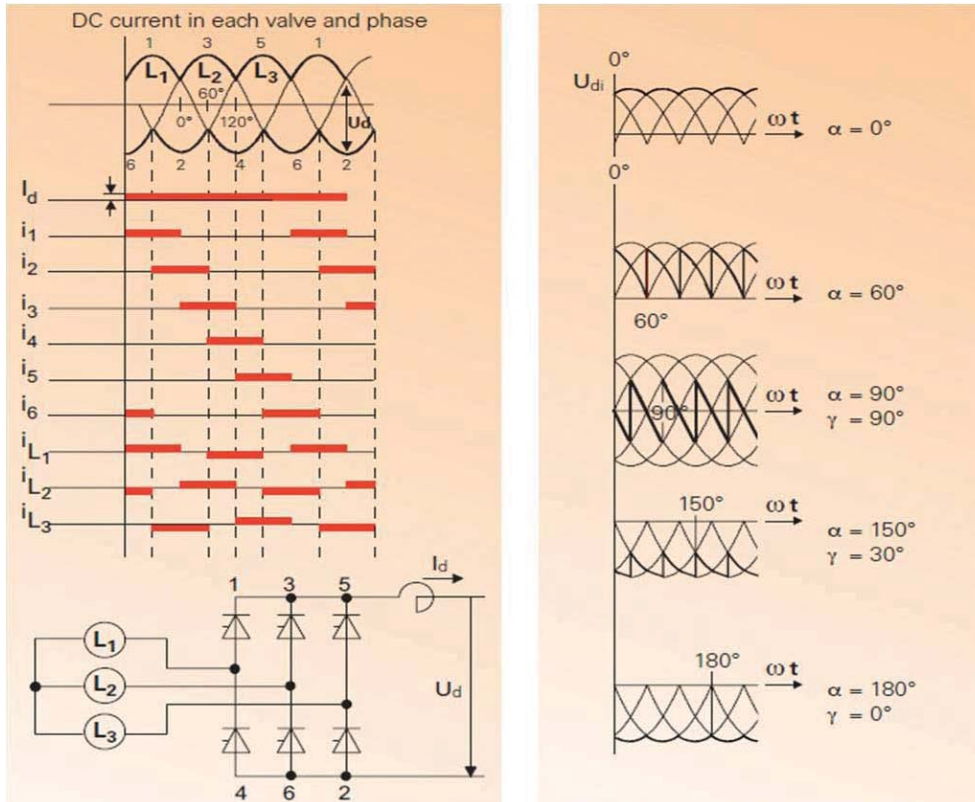 DC current in each valve and phase
1 3 5 1
L1 L2 L3
60°
0° 120° Ud
6 2 4 6 2
Id
i1
i2
i3
i4
i5
i6
iL1
iL2
iL3
Id
1 3 5
L1
L2
L3
Ud
4 6 2
0°
Udi
ωt α = 0°
0°
ωt α = 60°
60°
ωt α = 90°
90° γ = 90°
150° ωt
α = 150°
γ = 30°
180° ωt
α = 180°
γ = 0°